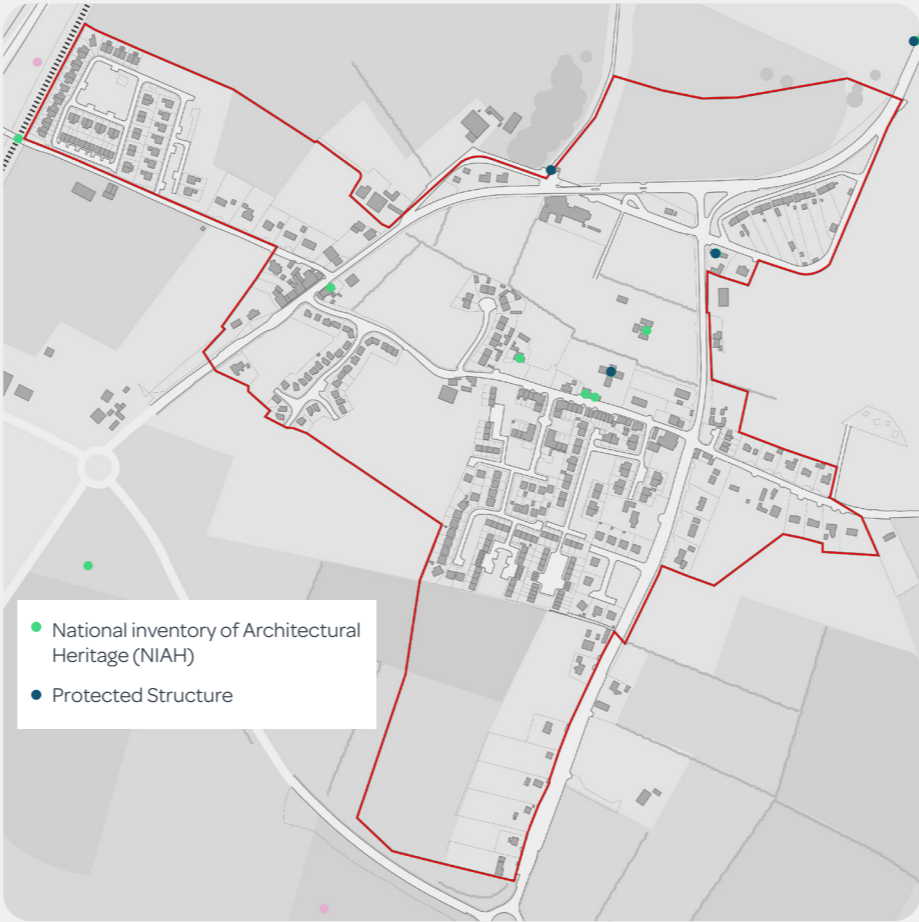 National inventory of Architectural
Heritage (NIAH)
Protected Structure